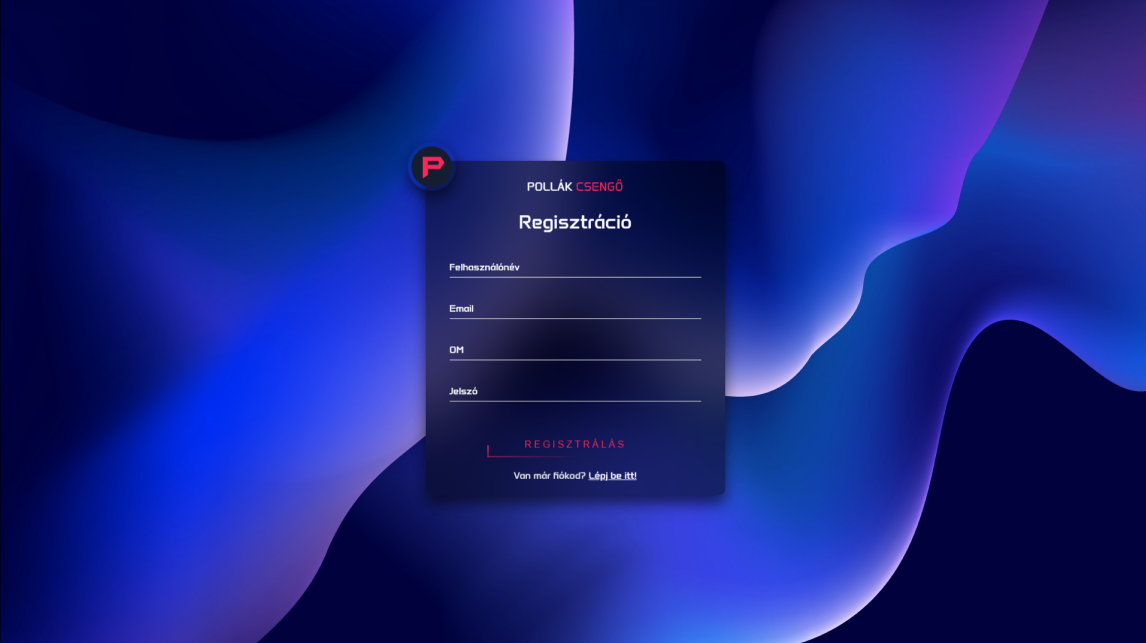 P
POLLÁK CSENGŐ
Regisztráció
Felhasználónév
Email
OM
Jelszó
REGISZTRÁLÁS
Van már fiókod? Lépj be itt!